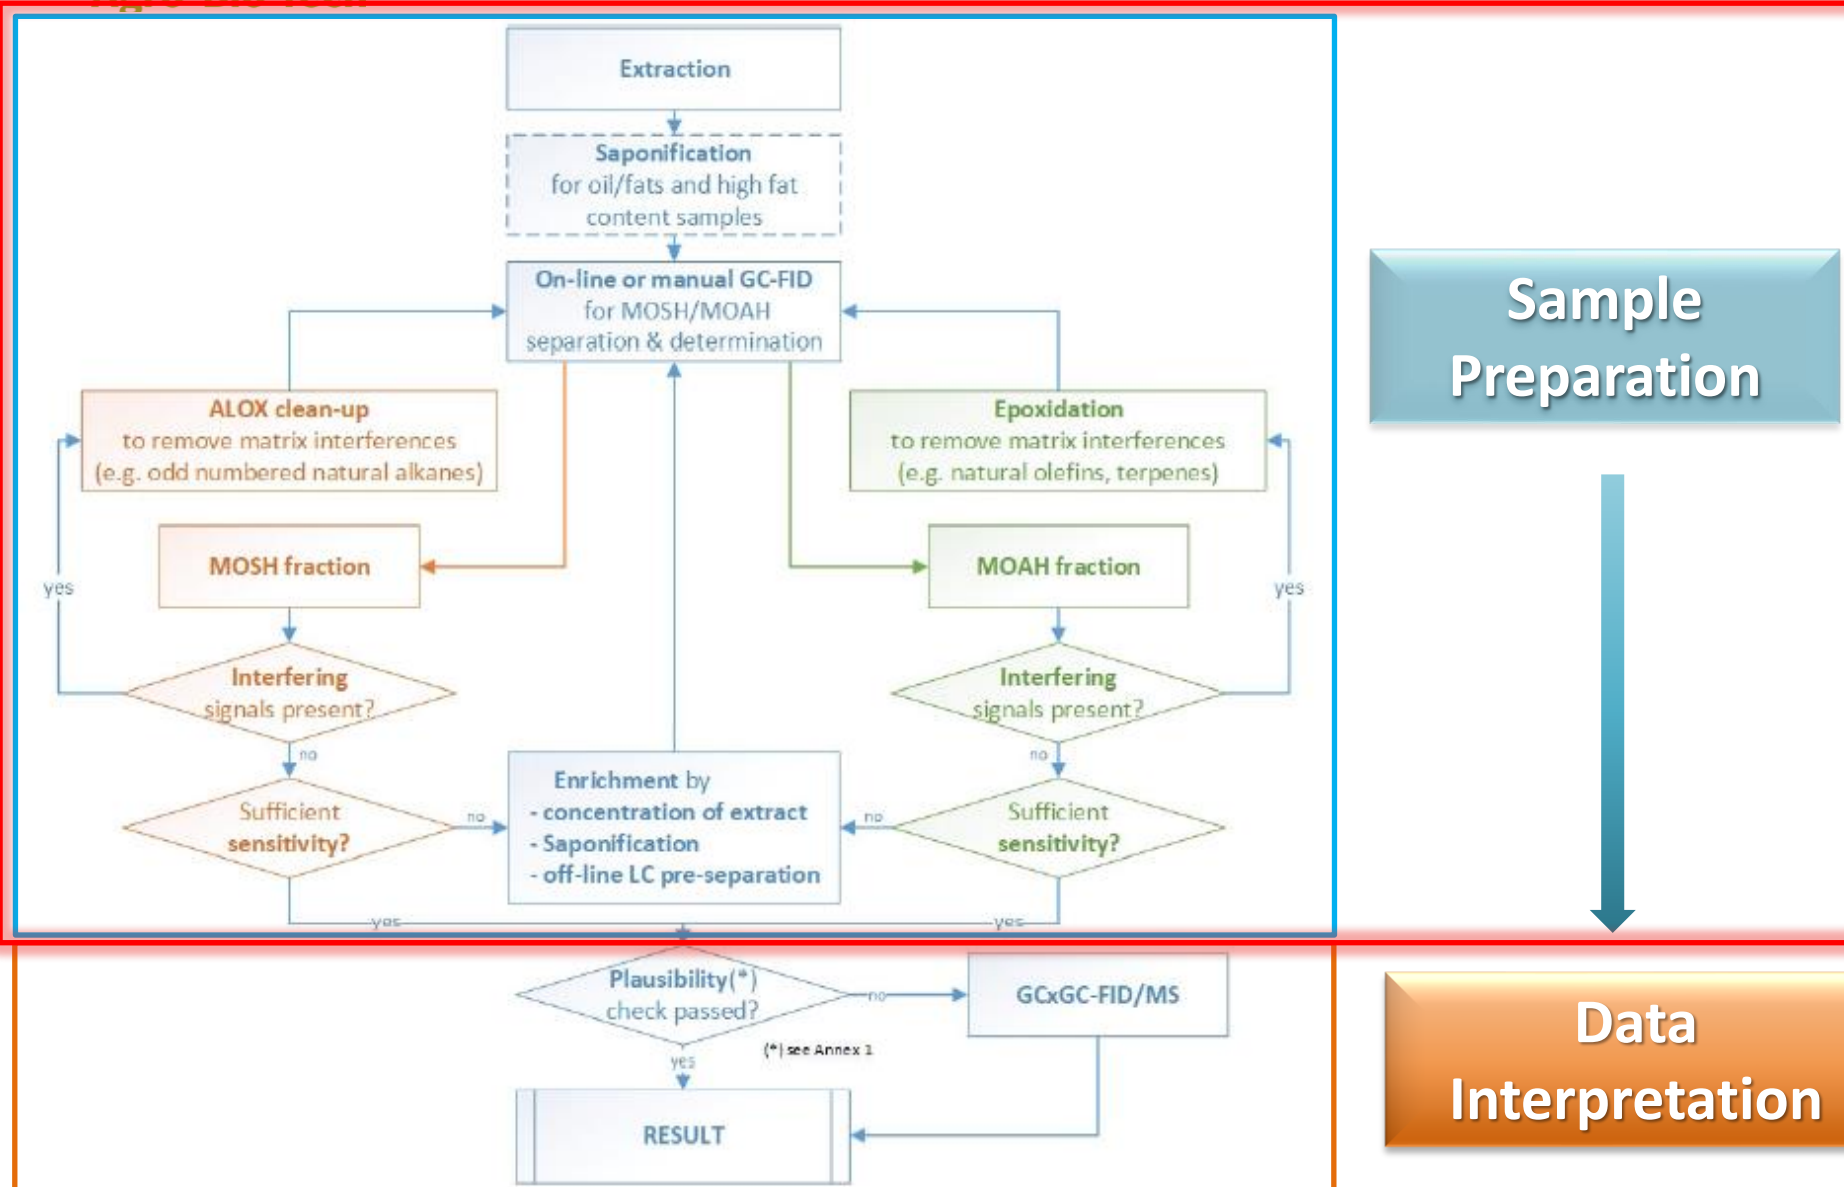 Extraction
Saponification
for oil/fats and high fat
content samples
On-line or manual GC-FID
for MOSH/MOAH
separation & determination
ALOX clean-up
to remove matrix interferences
(e.g. odd numbered natural alkanes)
Epoxidation
to remove matrix interferences
(e.g. natural olefins, terpenes)
MOSH fraction
MOAH fraction
yes
yes
Interfering
signals present?
Interfering
signals present?
no
no
Sufficient
sensitivity?
no
Enrichment by
- concentration of extract
- Saponification
- off-line LC pre-separation
no
Sufficient
sensitivity?
yes
yes
Plausibility(*)
check passed?
no
GCxGC-FID/MS
(*) see Annex 1
yes
RESULT
Sample
Preparation
Data
Interpretation